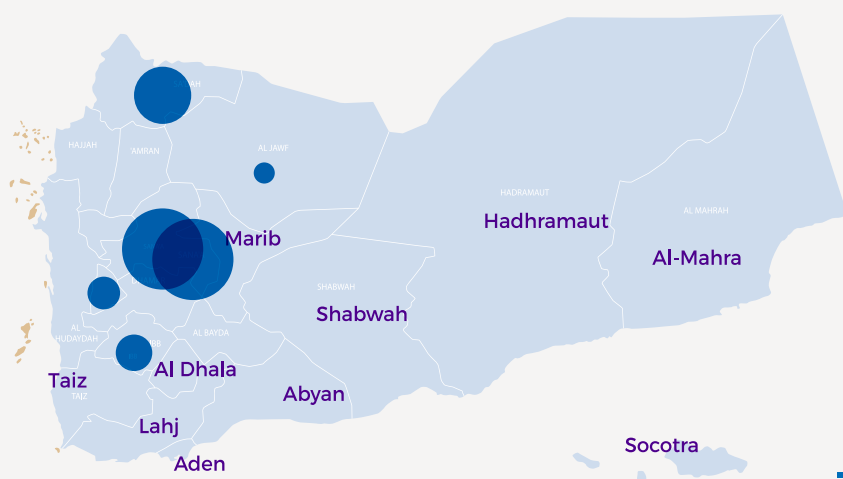 HAJJAH
'AMRAN
AL JAWF
HADRAMAUT
Hadhramaut
AL MAHRAH
Marib
Al-Mahra
SHABWAH
Shabwah
AL
HUDAYDAH
AL BAYDA
Al Dhala
Taiz
TAIZ
Abyan
Lahj
Aden
Socotra